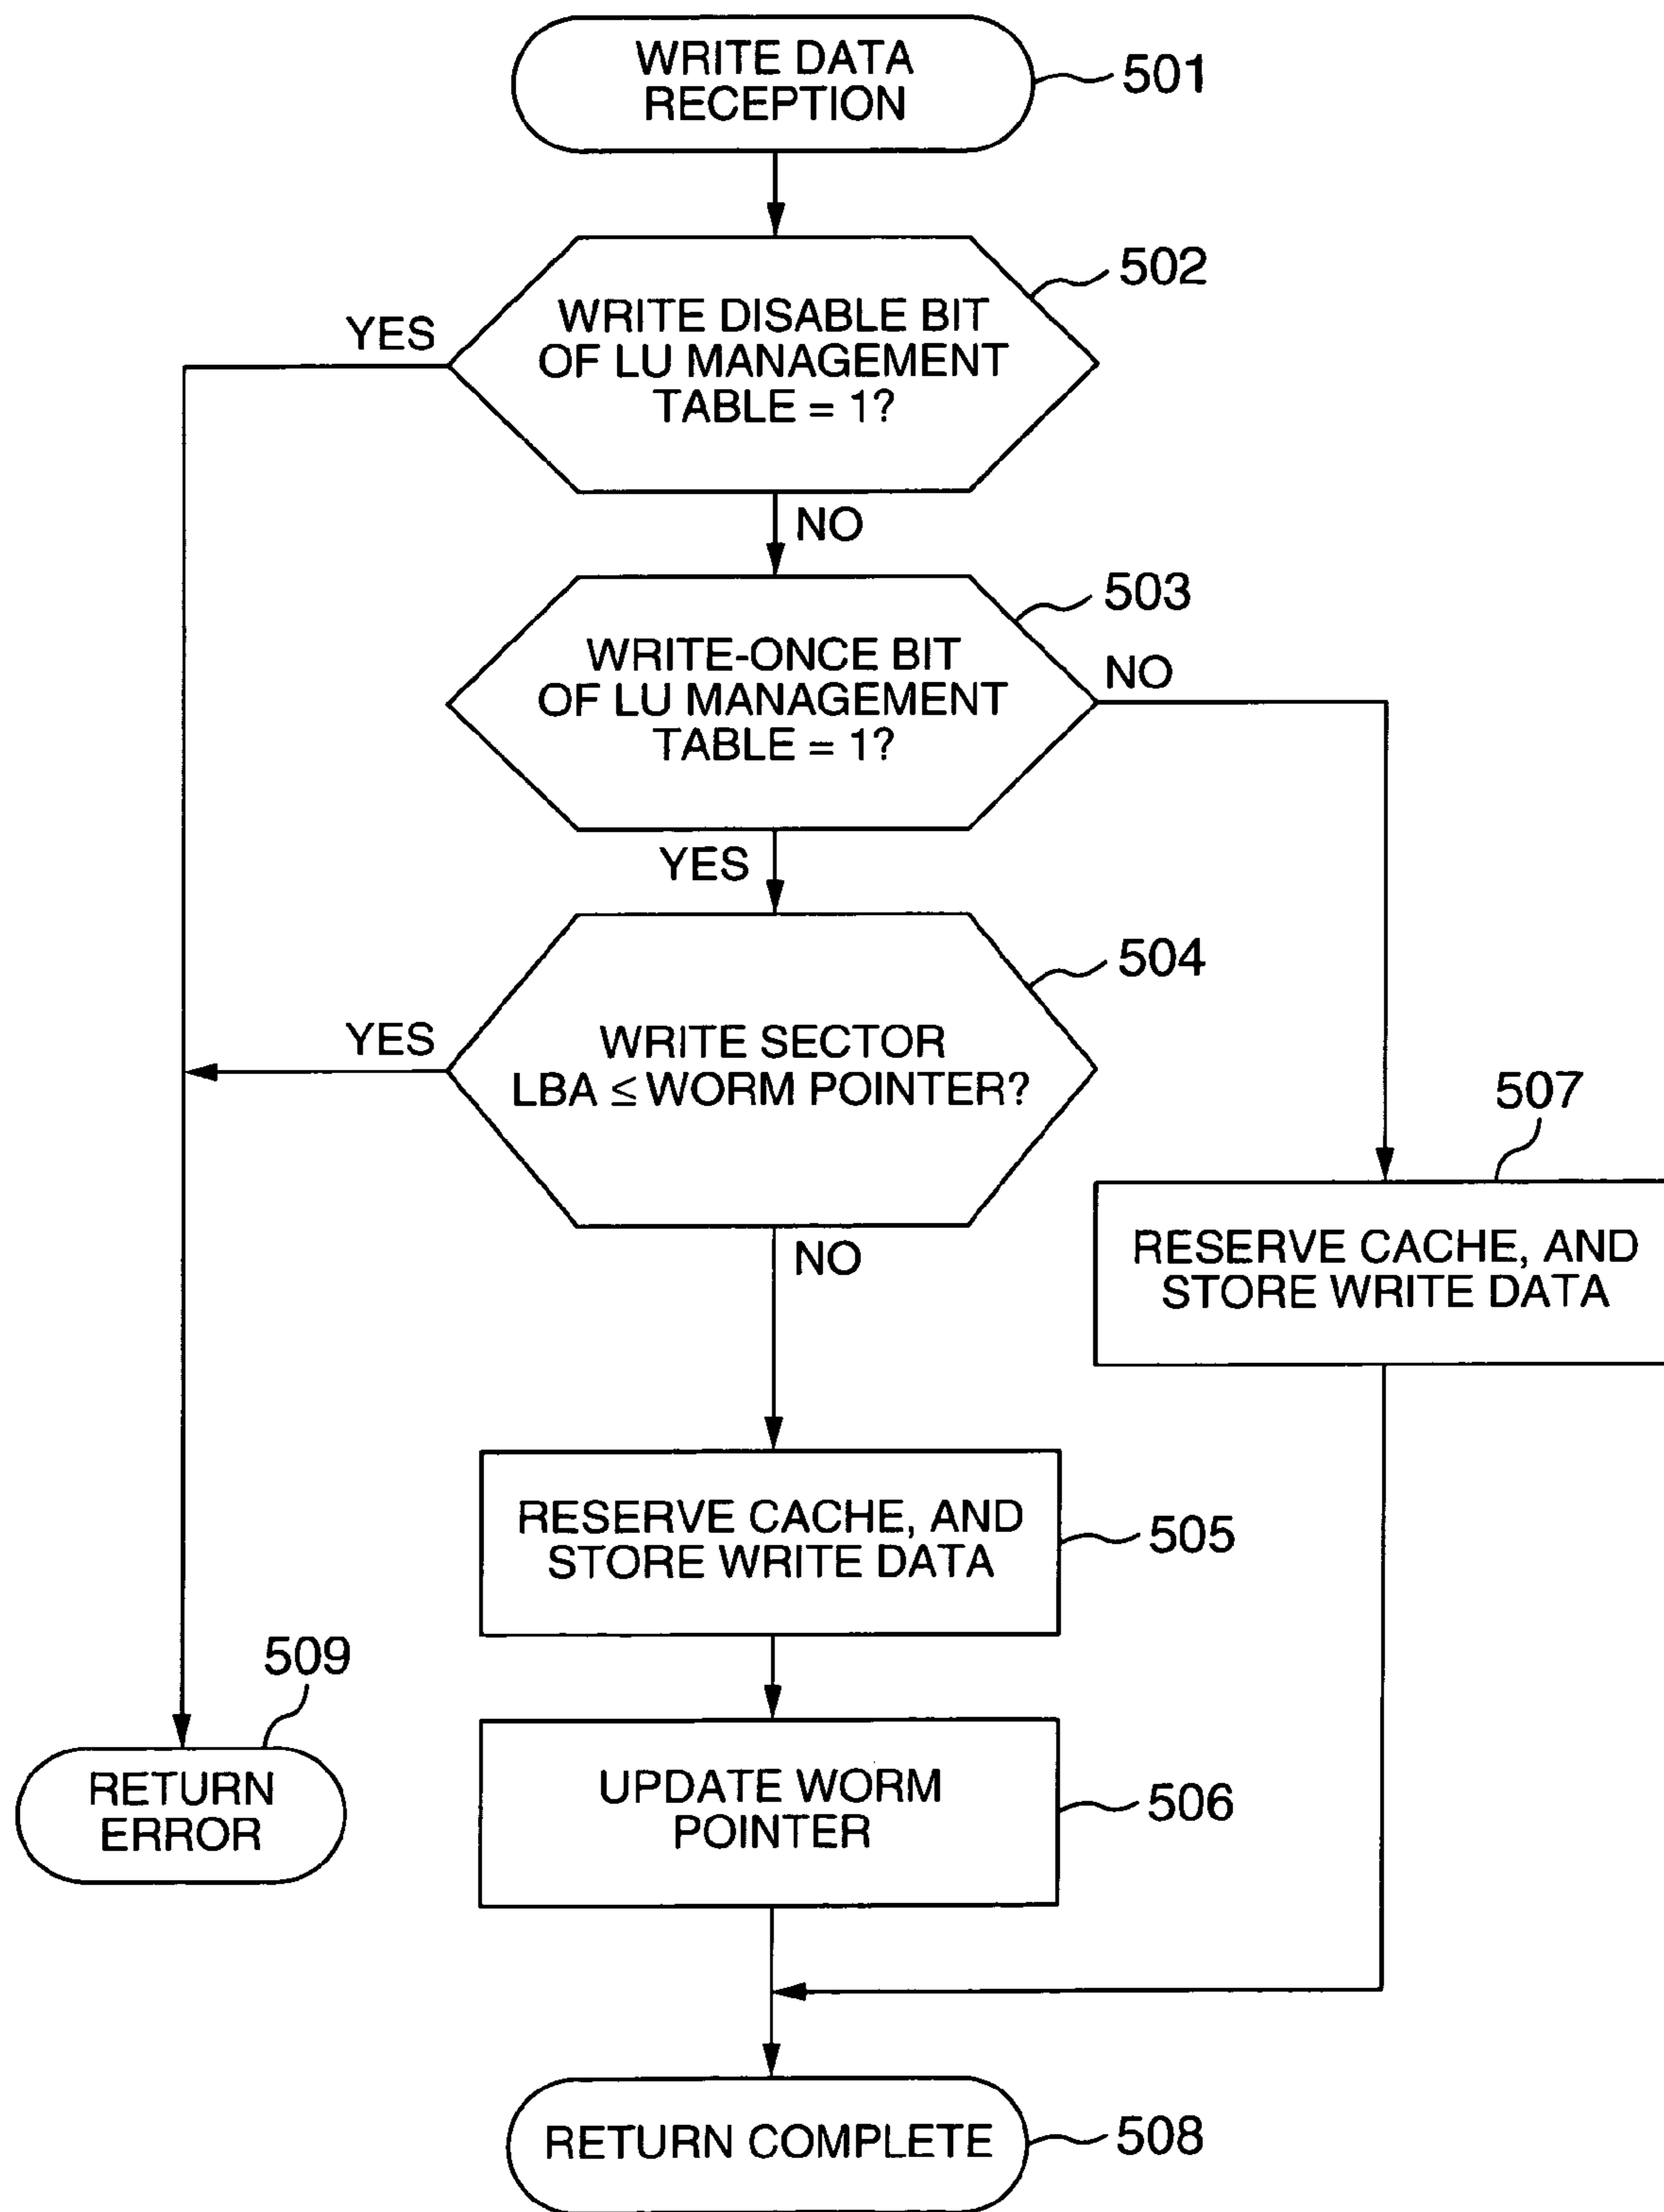 WRITE DATA
RECEPTION
501
WRITE DISABLE BIT
OF LU MANAGEMENT
TABLE = 1?
502
YES
NO
WRITE-ONCE BIT
OF LU MANAGEMENT
TABLE = 1?
503
NO
YES
WRITE SECTOR
LBA ≤ WORM POINTER?
504
YES
NO
507
RESERVE CACHE, AND
STORE WRITE DATA
RESERVE CACHE, AND
STORE WRITE DATA
505
509
RETURN
ERROR
UPDATE WORM
POINTER
506
RETURN COMPLETE
508